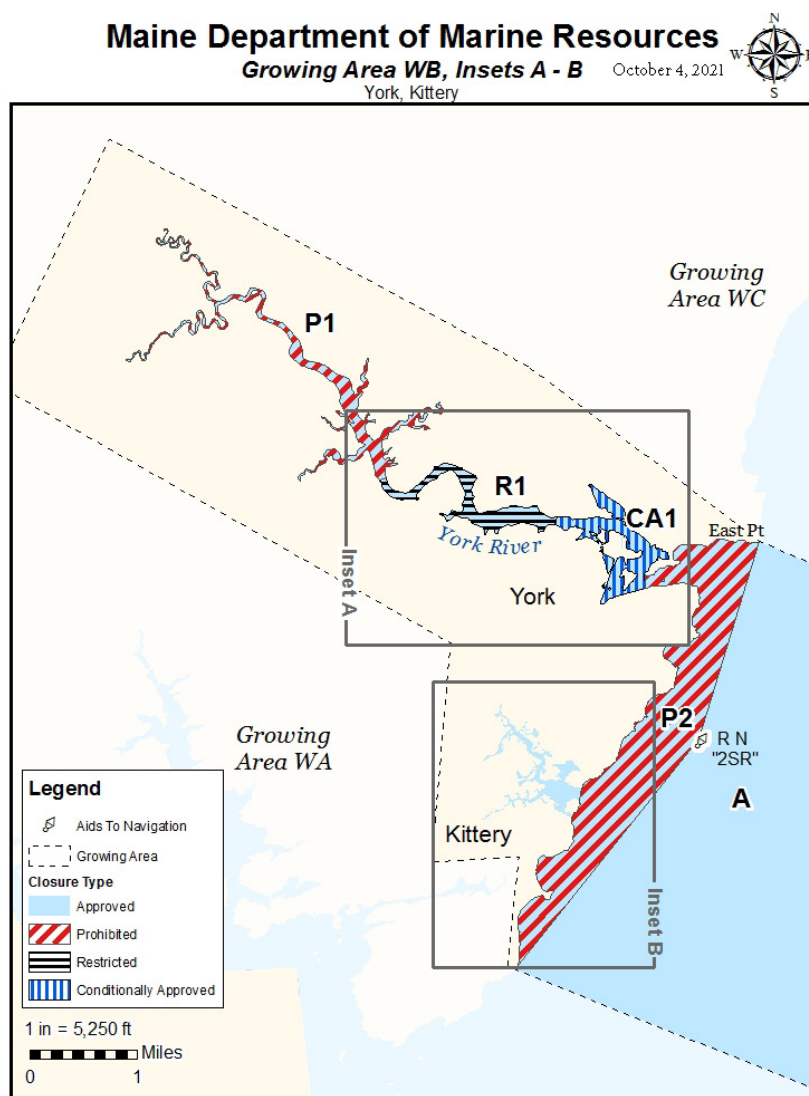 Maine Department of Marine Resources
Growing Area WB, Insets A - B
October 4, 2021
York, Kittery
N
W
E
S
Growing
Area WC
P1
R1
CA1
East Pt
York River
Inset A
York
Growing
Area WA
P2
R N
"2SR"
A
Kittery
Inset B
Legend
Aids To Navigation
Growing Area
Closure Type
Approved
Prohibited
Restricted
Conditionally Approved
1 in = 5,250 ft
Miles
0 1